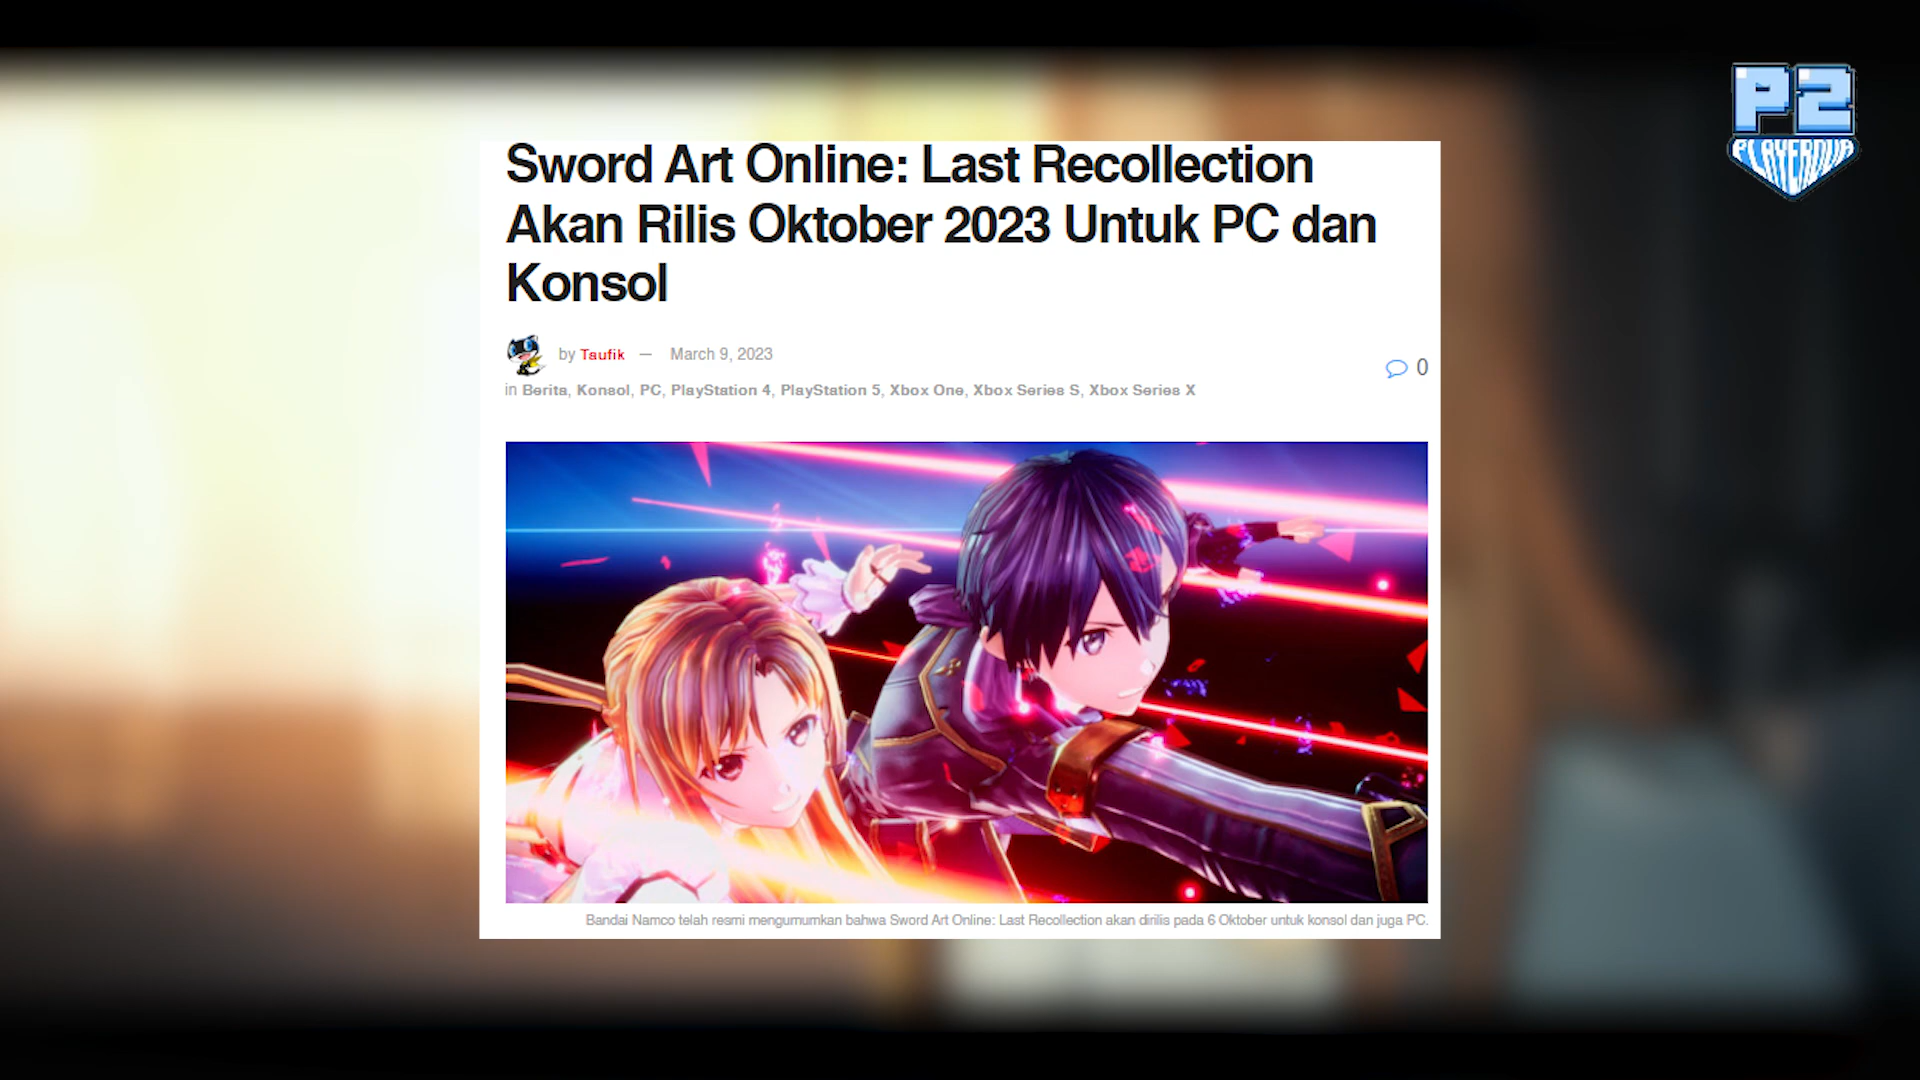 P2
PLAYERDUA
Sword Art Online: Last Recollection
Akan Rilis Oktober 2023 Untuk PC dan
Konsol
by Taufik — March 9, 2023
0
in Berita, Konsol, PC, PlayStation 4, PlayStation 5, Xbox One, Xbox Series S, Xbox Series X
Bandai Namco telah resmi mengumumkan bahwa Sword Art Online: Last Recollection akan dirilis pada 6 Oktober untuk konsol dan juga PC.